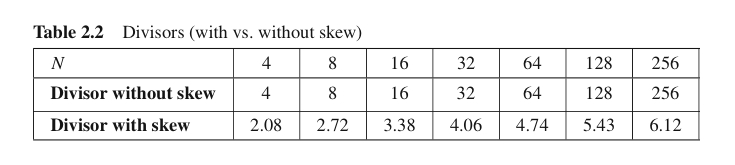 Table 2.2 Divisors (with vs. without skew)
N 4 8 16 32 64 128 256
Divisor without skew 4 8 16 32 64 128 256
Divisor with skew 2.08 2.72 3.38 4.06 4.74 5.43 6.12